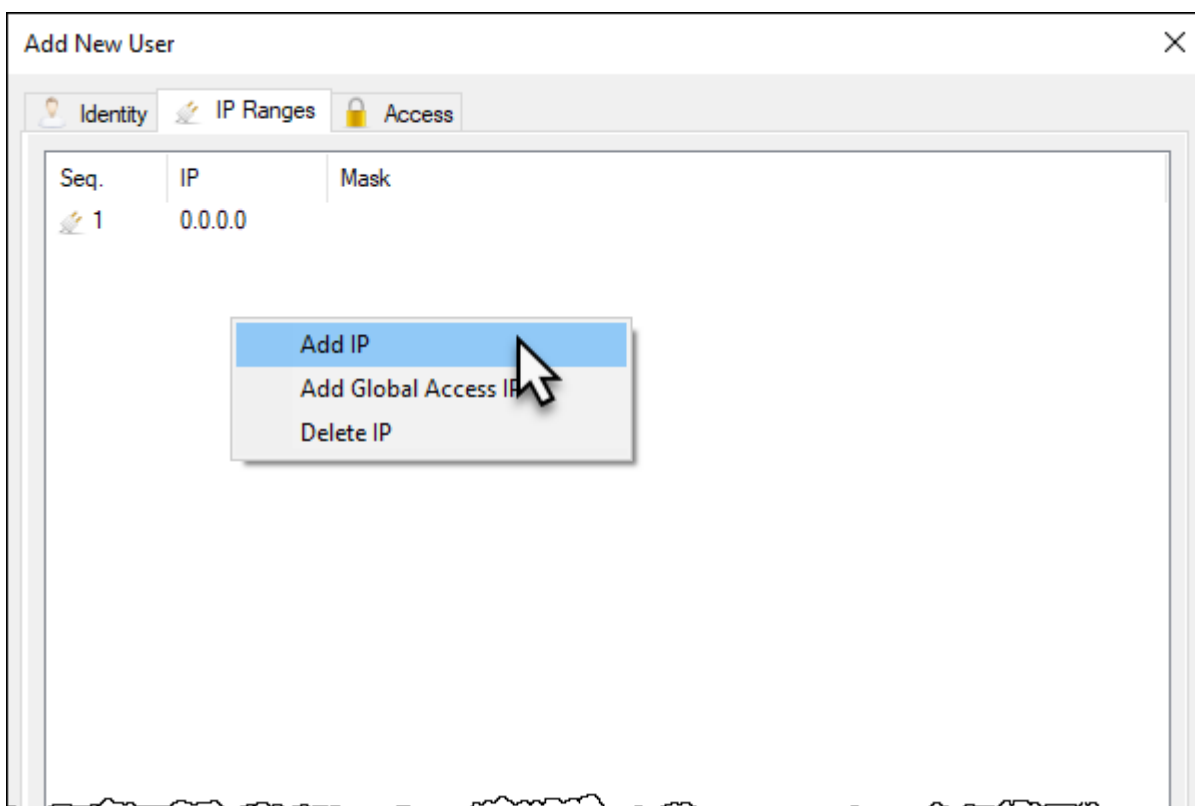 Add New User
Identity IP Ranges Access
Seq. IP Mask
1 0.0.0.0
Add IP
Add Global Access IP
Delete IP